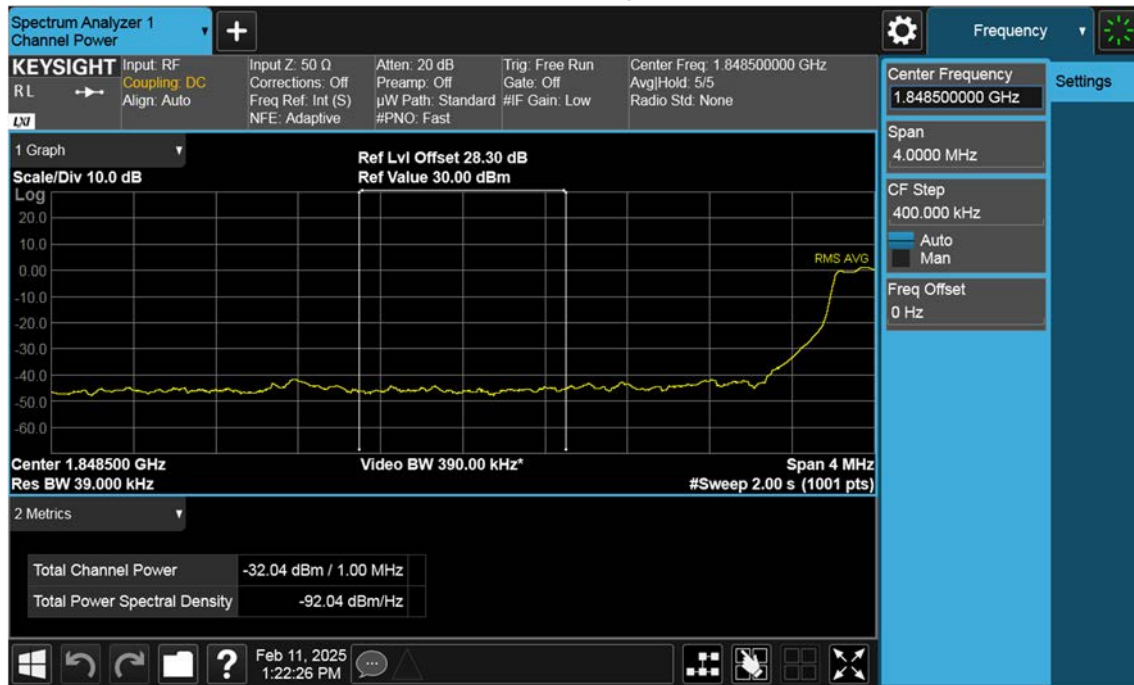 Spectrum Analyzer 1
Channel Power
+
Frequency
KEYSIGHT
RL
LXI
Input: RF
Coupling: DC
Align: Auto
Input Z: 50 Ω
Corrections: Off
Freq Ref: Int (S)
NFE: Adaptive
Atten: 20 dB
Preamp: Off
µW Path: Standard
#PNO: Fast
Trig: Free Run
Gate: Off
#IF Gain: Low
Center Freq: 1.848500000 GHz
Avg|Hold: 5/5
Radio Std: None
Center Frequency
1.848500000 GHz
Settings
Span
4.0000 MHz
CF Step
400.000 kHz
Auto
Man
Freq Offset
0 Hz
1 Graph
Scale/Div 10.0 dB
Ref Lvl Offset 28.30 dB
Ref Value 30.00 dBm
Log
20.0
10.0
0.00
-10.0
-20.0
-30.0
-40.0
-50.0
-60.0
RMS AVG
Center 1.848500 GHz
Res BW 39.000 kHz
Video BW 390.00 kHz*
Span 4 MHz
#Sweep 2.00 s (1001 pts)
2 Metrics
Total Channel Power -32.04 dBm / 1.00 MHz
Total Power Spectral Density -92.04 dBm/Hz
?
Feb 11, 2025
1:22:26 PM